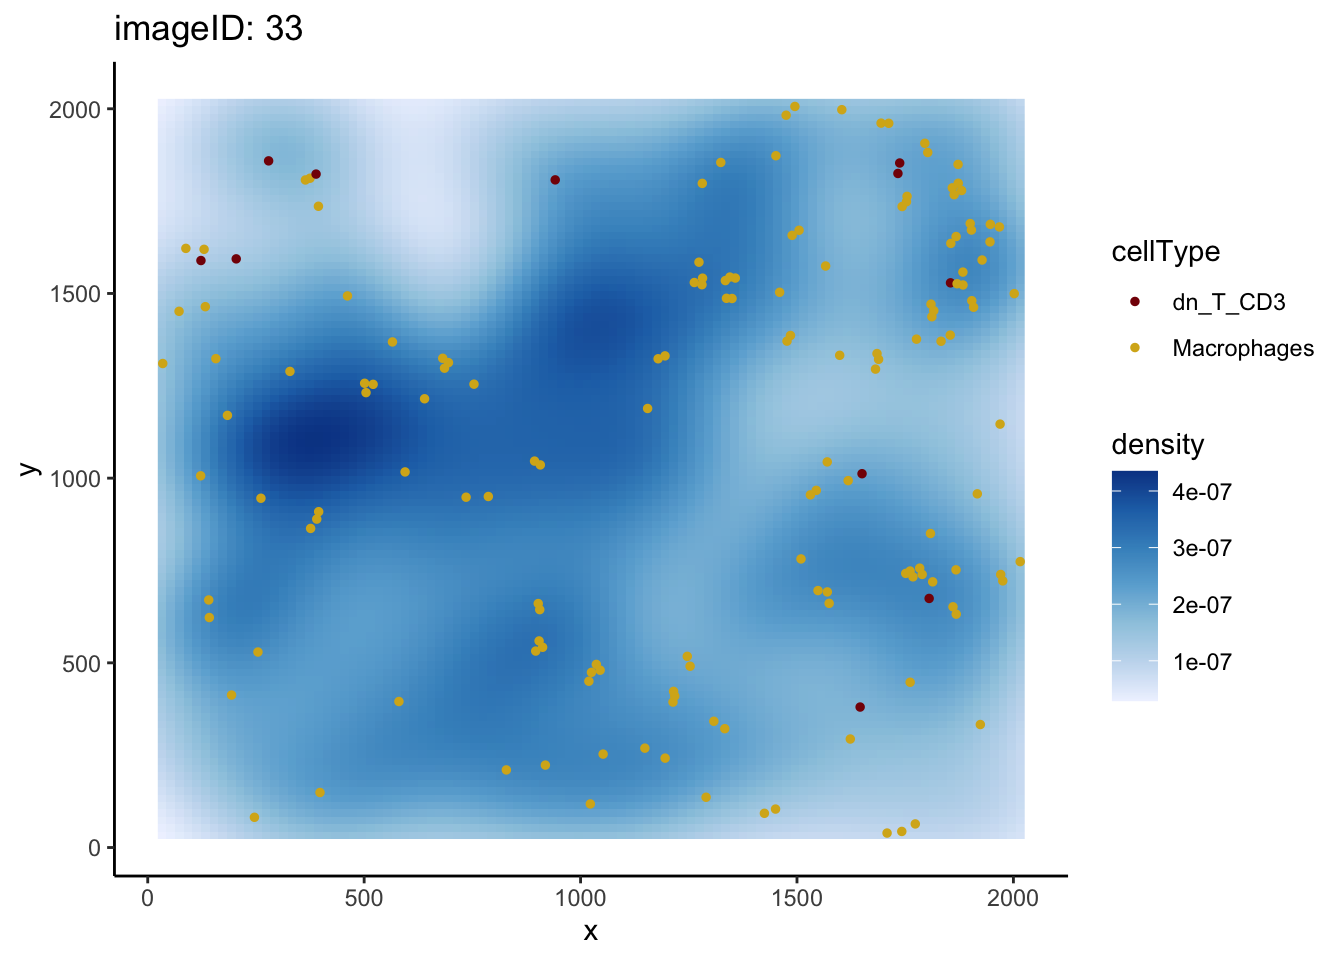 imageID: 33
2000
1500
1000
500
0
y
0 500 1000 1500 2000
x
cellType
dn_T_CD3
Macrophages
density
4e-07
3e-07
2e-07
1e-07